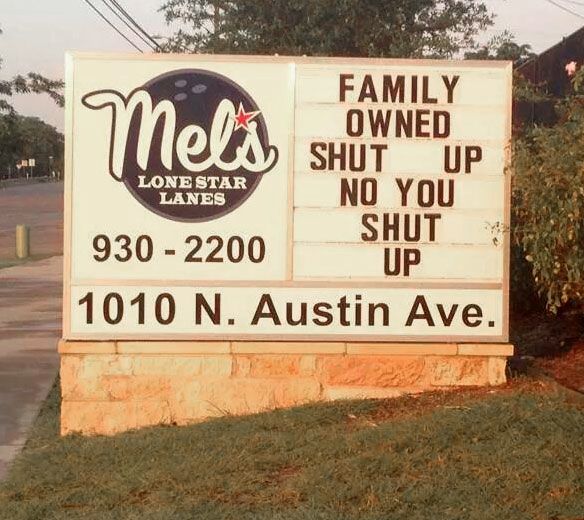 Mel's
LONE STAR
LANES
930 - 2200
FAMILY
OWNED
SHUT UP
NO YOU
SHUT
UP
1010 N. Austin Ave.